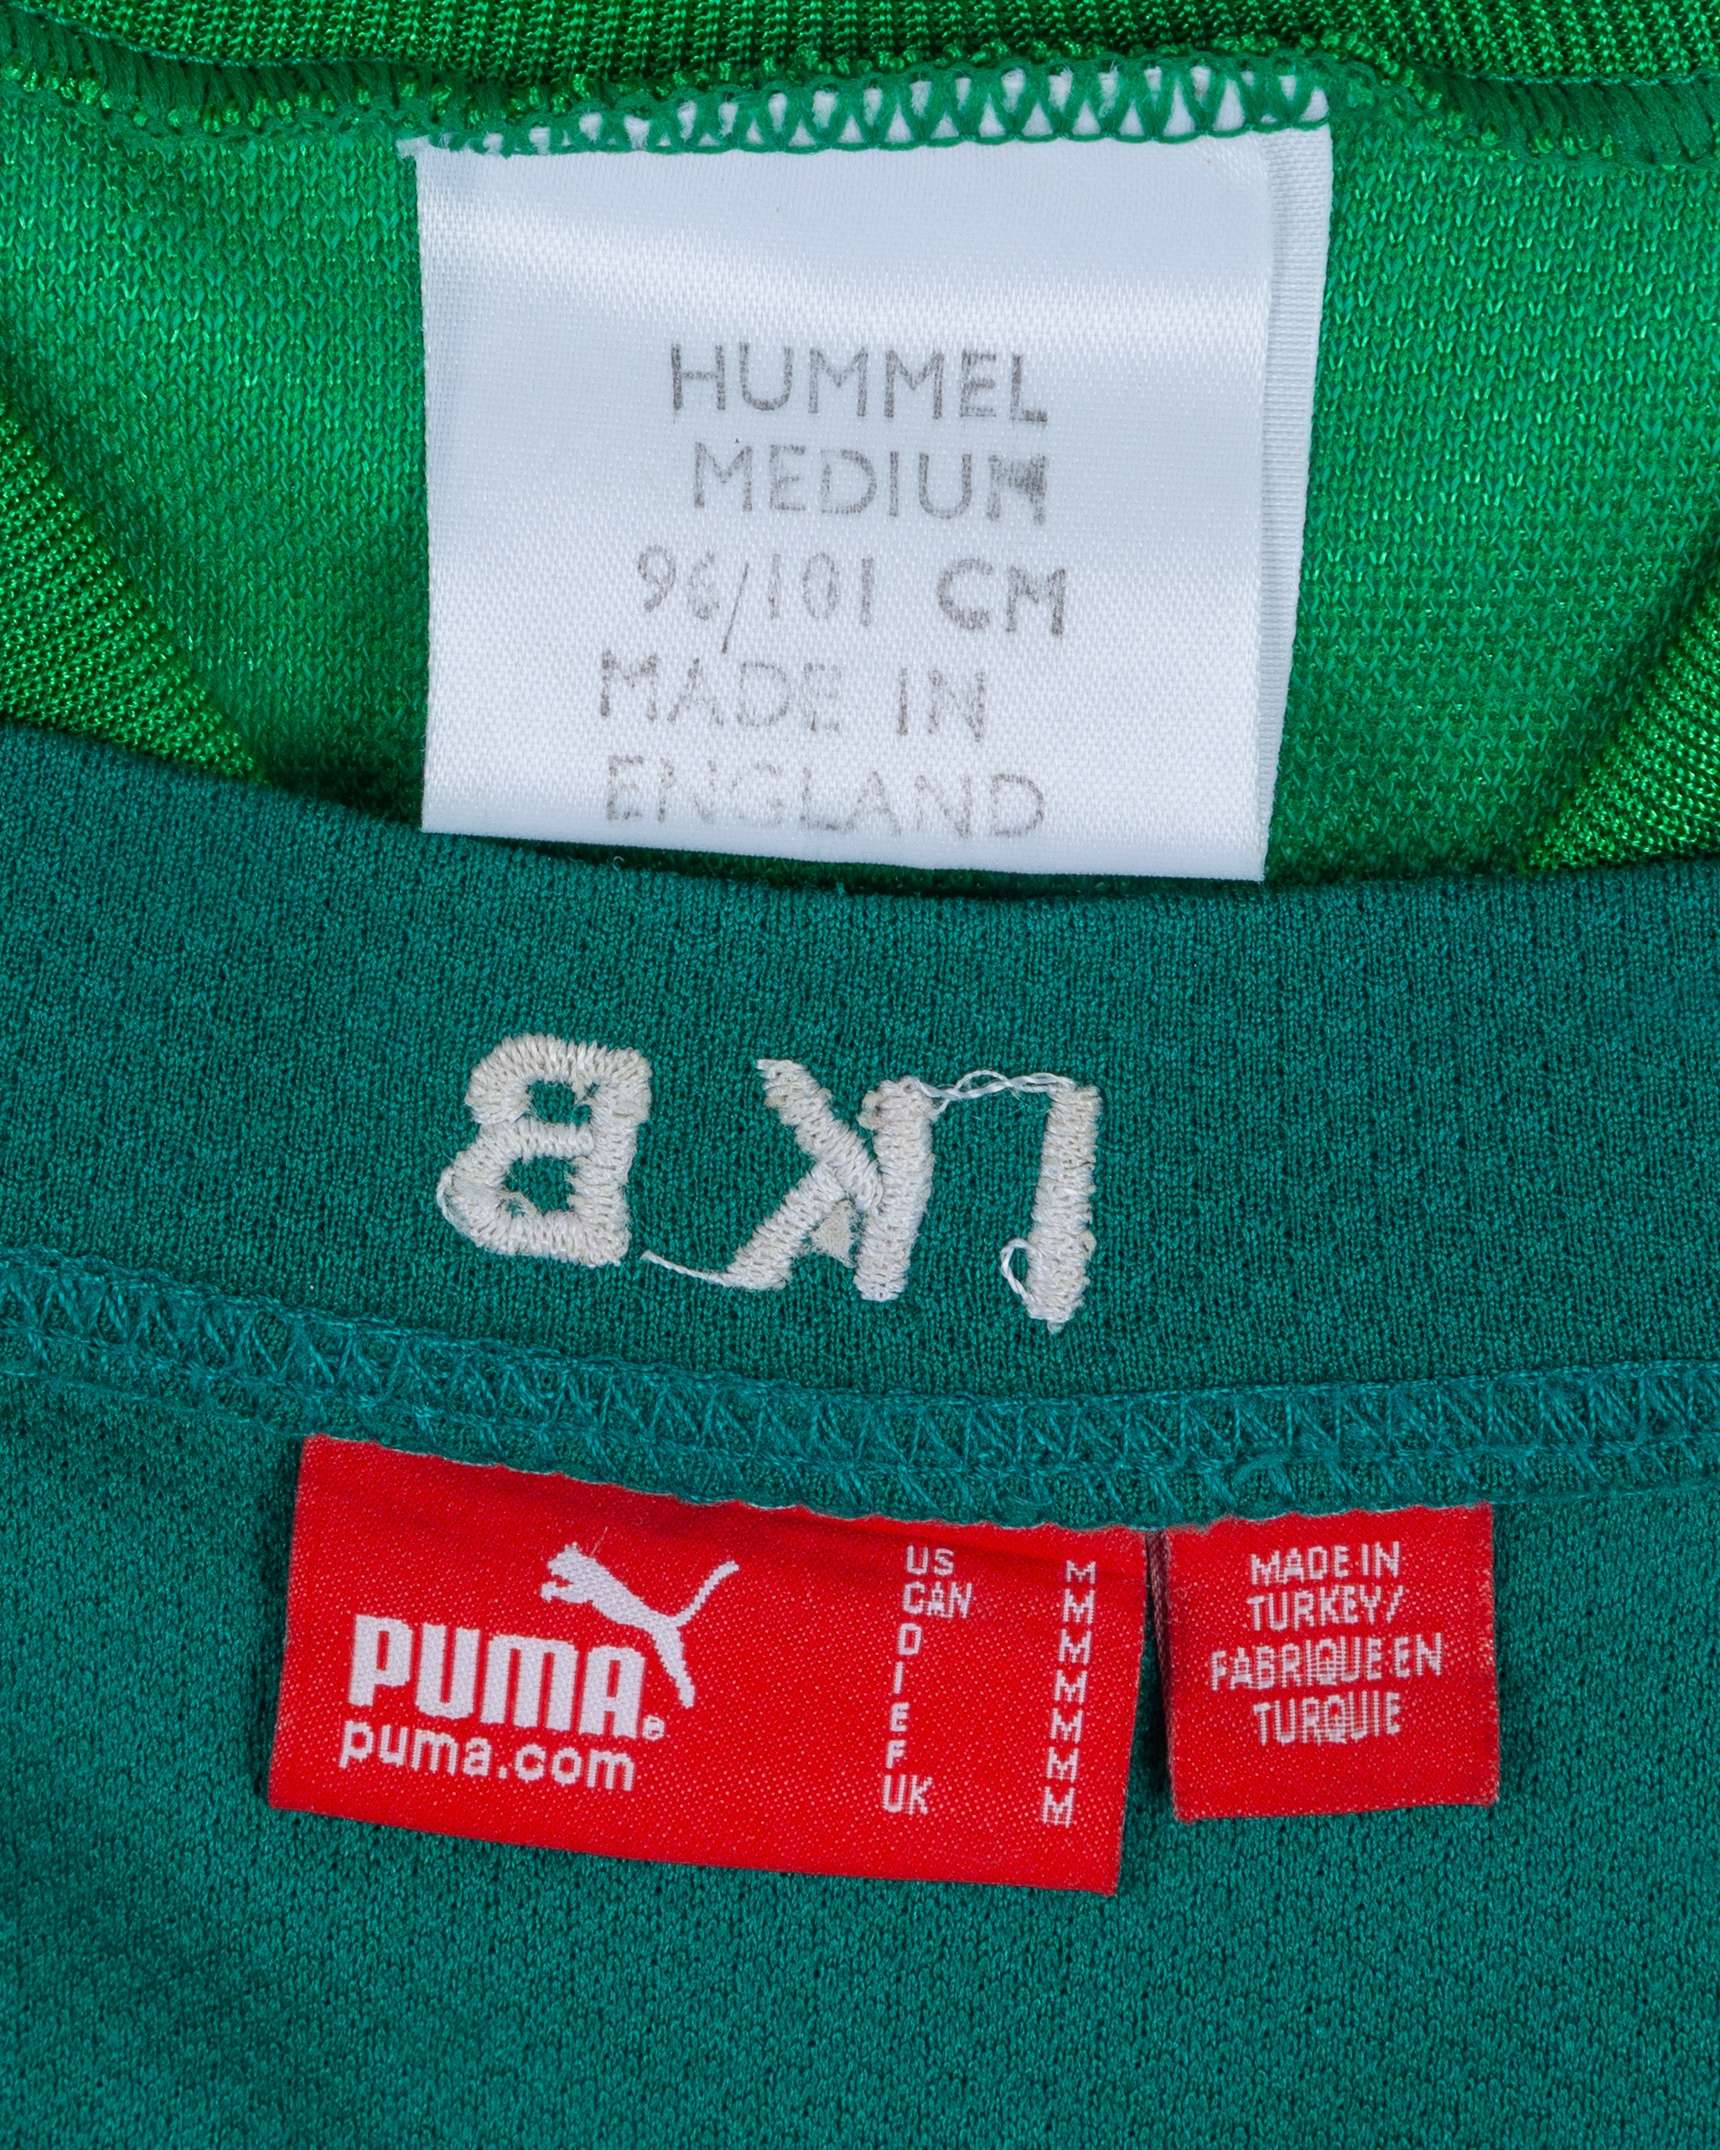 HUMMEL
MEDIUM
96/101 CM
MADE IN
ENGLAND
IKB
PUMA®
puma.com
US M
CAN M
D M
I M
E M
F M
UK M
MADE IN
TURKEY/
FABRIQUE EN
TURQUIE